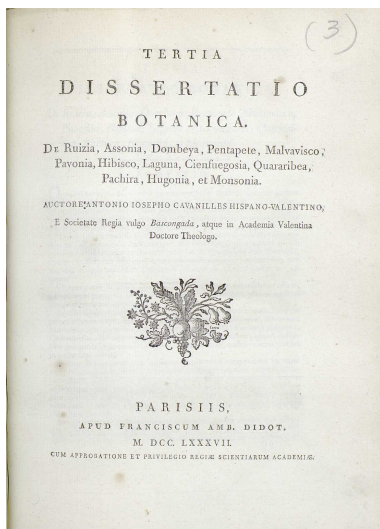 (3)
TERTIA
DISSERTATIO
BOTANICA.
DE Ruizia, Assonia, Dombeya, Pentapete, Malvavisco,
Pavonia, Hibisco, Laguna, Cienfuegosia, Quararibea,
Pachira, Hugonia, et Monsonia.
AUCTORE ANTONIO IOSEPHO CAVANILLES HISPANO-VALENTINO,
E Societate Regia vulgo Bascongada, atque in Academia Valentina
Doctore Theologo.
PARISIIS,
APUD FRANCISCUM AMB. DIDOT.
M. DCC. LXXXVII.
CUM APPROBATIONE ET PRIVILEGIO REGIÆ SCIENTIARUM ACADEMIÆ.